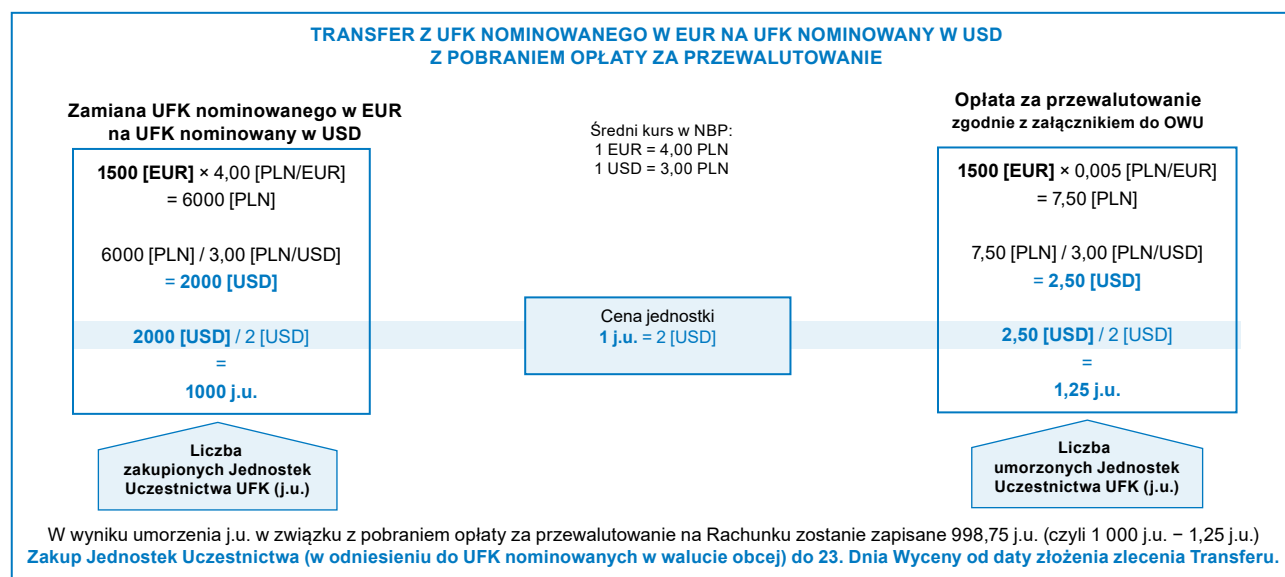 TRANSFER Z UFK NOMINOWANEGO W EUR NA UFK NOMINOWANY W USD
Z POBRANIEM OPŁATY ZA PRZEWALUTOWANIE
Zamiana UFK nominowanego w EUR
na UFK nominowany w USD
1500 [EUR] × 4,00 [PLN/EUR]
= 6000 [PLN]
6000 [PLN] / 3,00 [PLN/USD]
= 2000 [USD]
2000 [USD] / 2 [USD]
=
1000 j.u.
Liczba
zakupionych Jednostek
Uczestnictwa UFK (j.u.)
Średni kurs w NBP:
1 EUR = 4,00 PLN
1 USD = 3,00 PLN
Cena jednostki
1 j.u. = 2 [USD]
Opłata za przewalutowanie
zgodnie z załącznikiem do OWU
1500 [EUR] × 0,005 [PLN/EUR]
= 7,50 [PLN]
7,50 [PLN] / 3,00 [PLN/USD]
= 2,50 [USD]
2,50 [USD] / 2 [USD]
=
1,25 j.u.
Liczba
umorzonych Jednostek
Uczestnictwa UFK (j.u.)
W wyniku umorzenia j.u. w związku z pobraniem opłaty za przewalutowanie na Rachunku zostanie zapisane 998,75 j.u. (czyli 1 000 j.u. − 1,25 j.u.)
Zakup Jednostek Uczestnictwa (w odniesieniu do UFK nominowanych w walucie obcej) do 23. Dnia Wyceny od daty złożenia zlecenia Transferu.